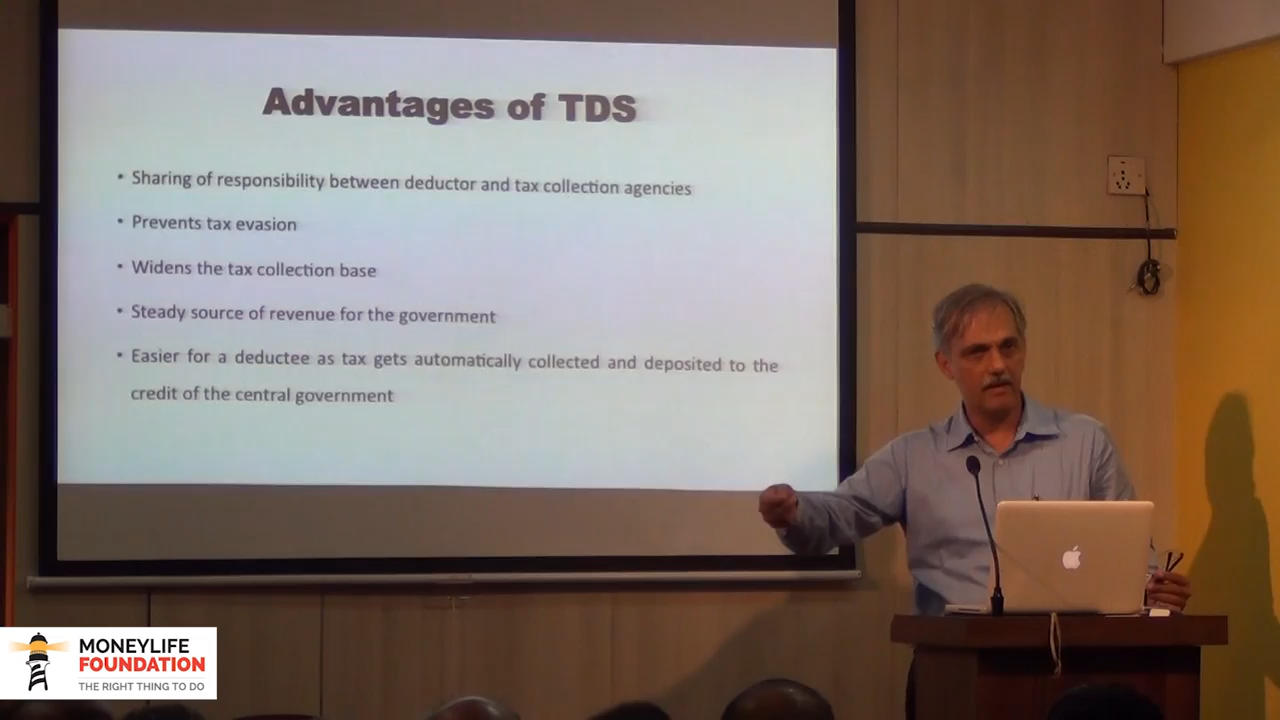 Advantages of TDS
• Sharing of responsibility between deductor and tax collection agencies
• Prevents tax evasion
• Widens the tax collection base
• Steady source of revenue for the government
• Easier for a deductee as tax gets automatically collected and deposited to the
credit of the central government
MONEYLIFE
FOUNDATION
THE RIGHT THING TO DO